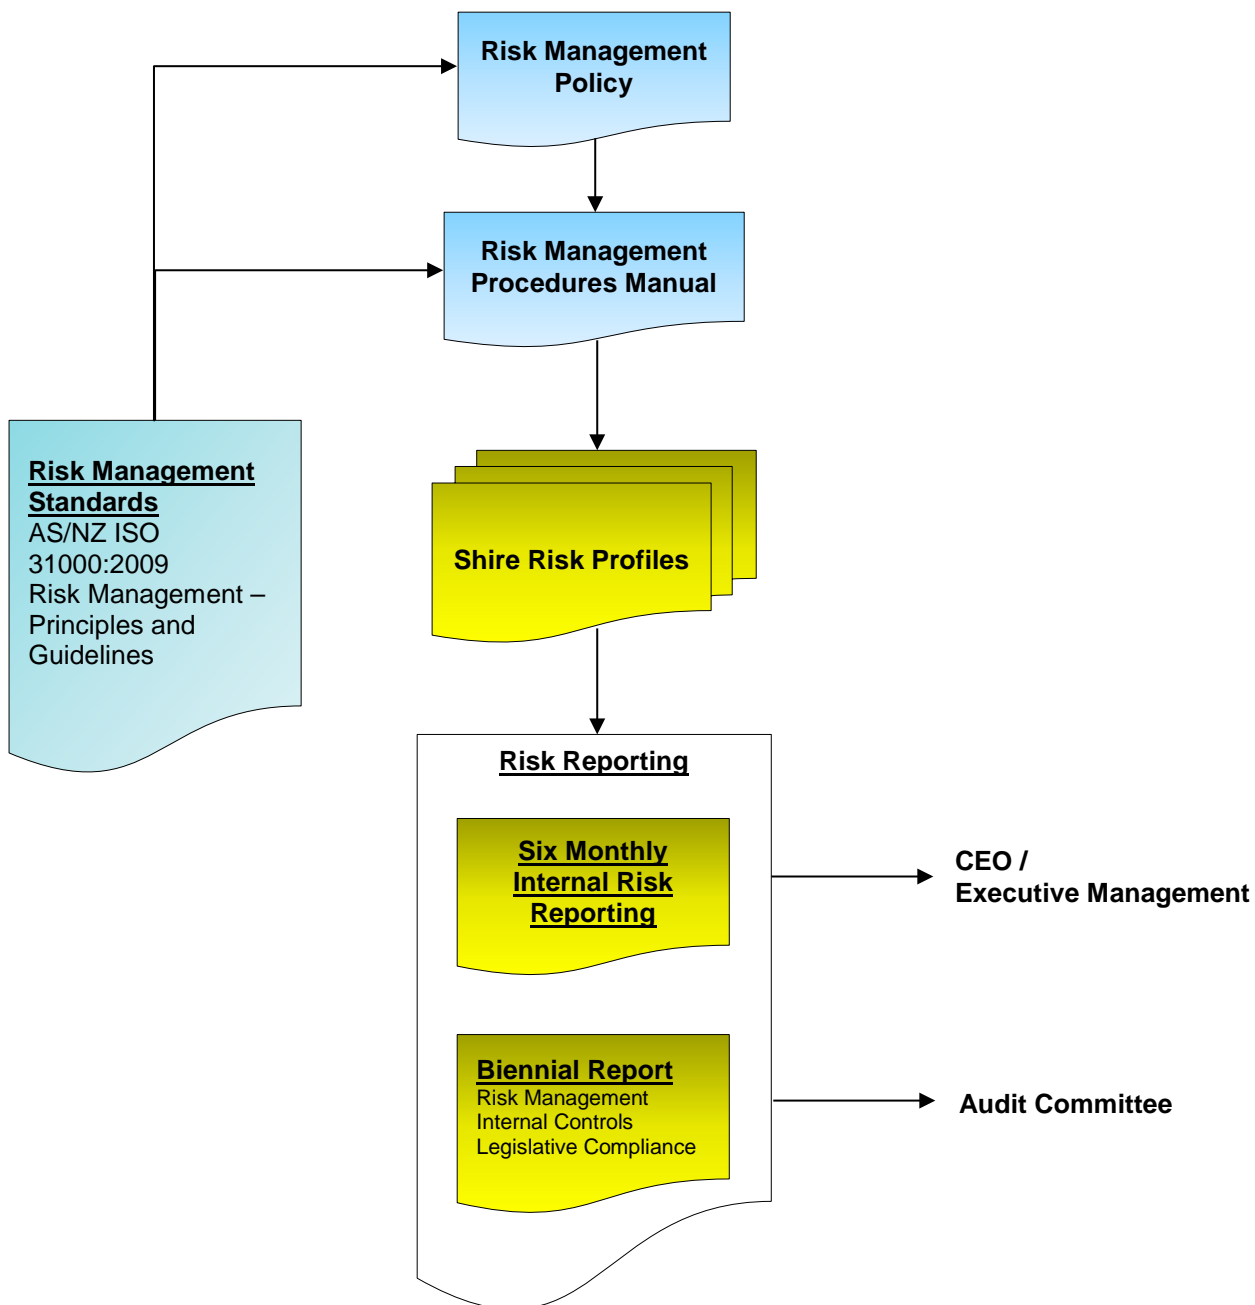 Risk Management
Policy
Risk Management
Procedures Manual
Risk Management
Standards
AS/NZ ISO
31000:2009
Risk Management –
Principles and
Guidelines
Shire Risk Profiles
Risk Reporting
Six Monthly
Internal Risk
Reporting
CEO /
Executive Management
Biennial Report
Risk Management
Internal Controls
Legislative Compliance
Audit Committee